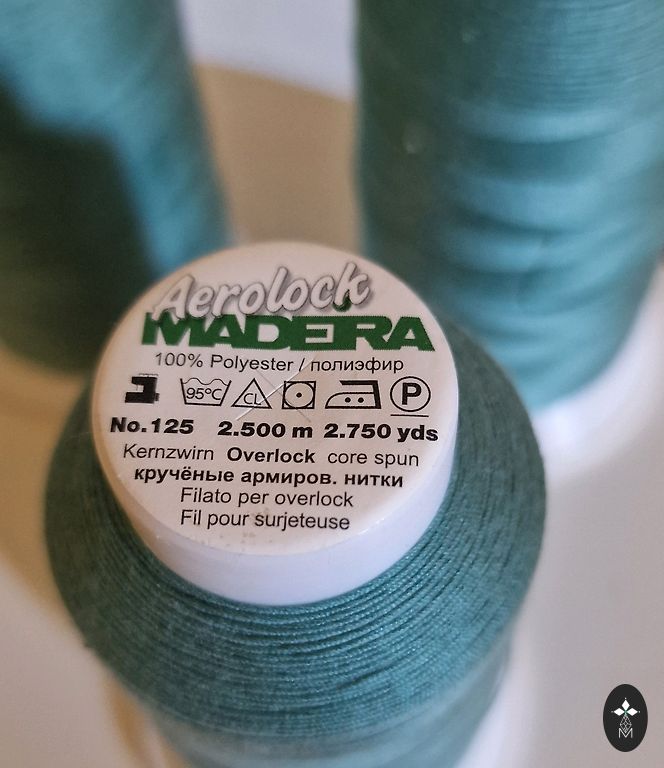 Aerolock
MADEIRA
100% Polyester / полиэфир
95°C CL P
No.125 2.500 m 2.750 yds
Kernzwirn Overlock core spun
кручёные армиров. нитки
Filato per overlock
Fil pour surjeteuse
M